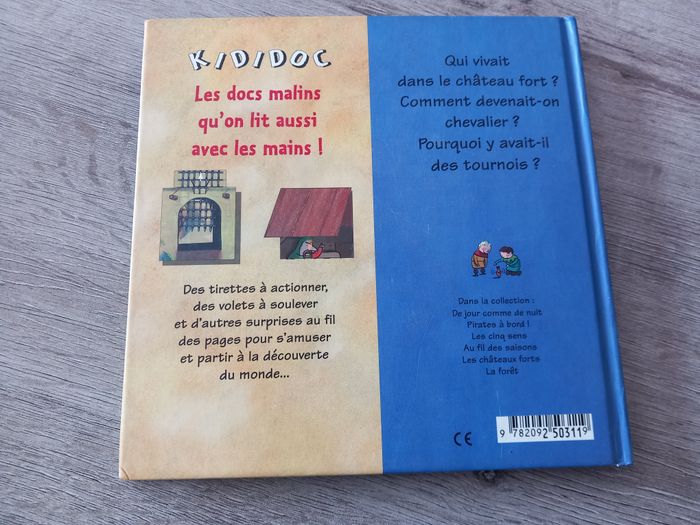 KIDIDOC
Les docs malins
qu'on lit aussi
avec les mains !
Des tirettes à actionner,
des volets à soulever
et d'autres surprises au fil
des pages pour s'amuser
et partir à la découverte
du monde...
Qui vivait
dans le château fort ?
Comment devenait-on
chevalier ?
Pourquoi y avait-il
des tournois ?
Dans la collection :
De jour comme de nuit
Pirates à bord !
Les cinq sens
Au fil des saisons
Les châteaux forts
La forêt
CE
9 782092 503119